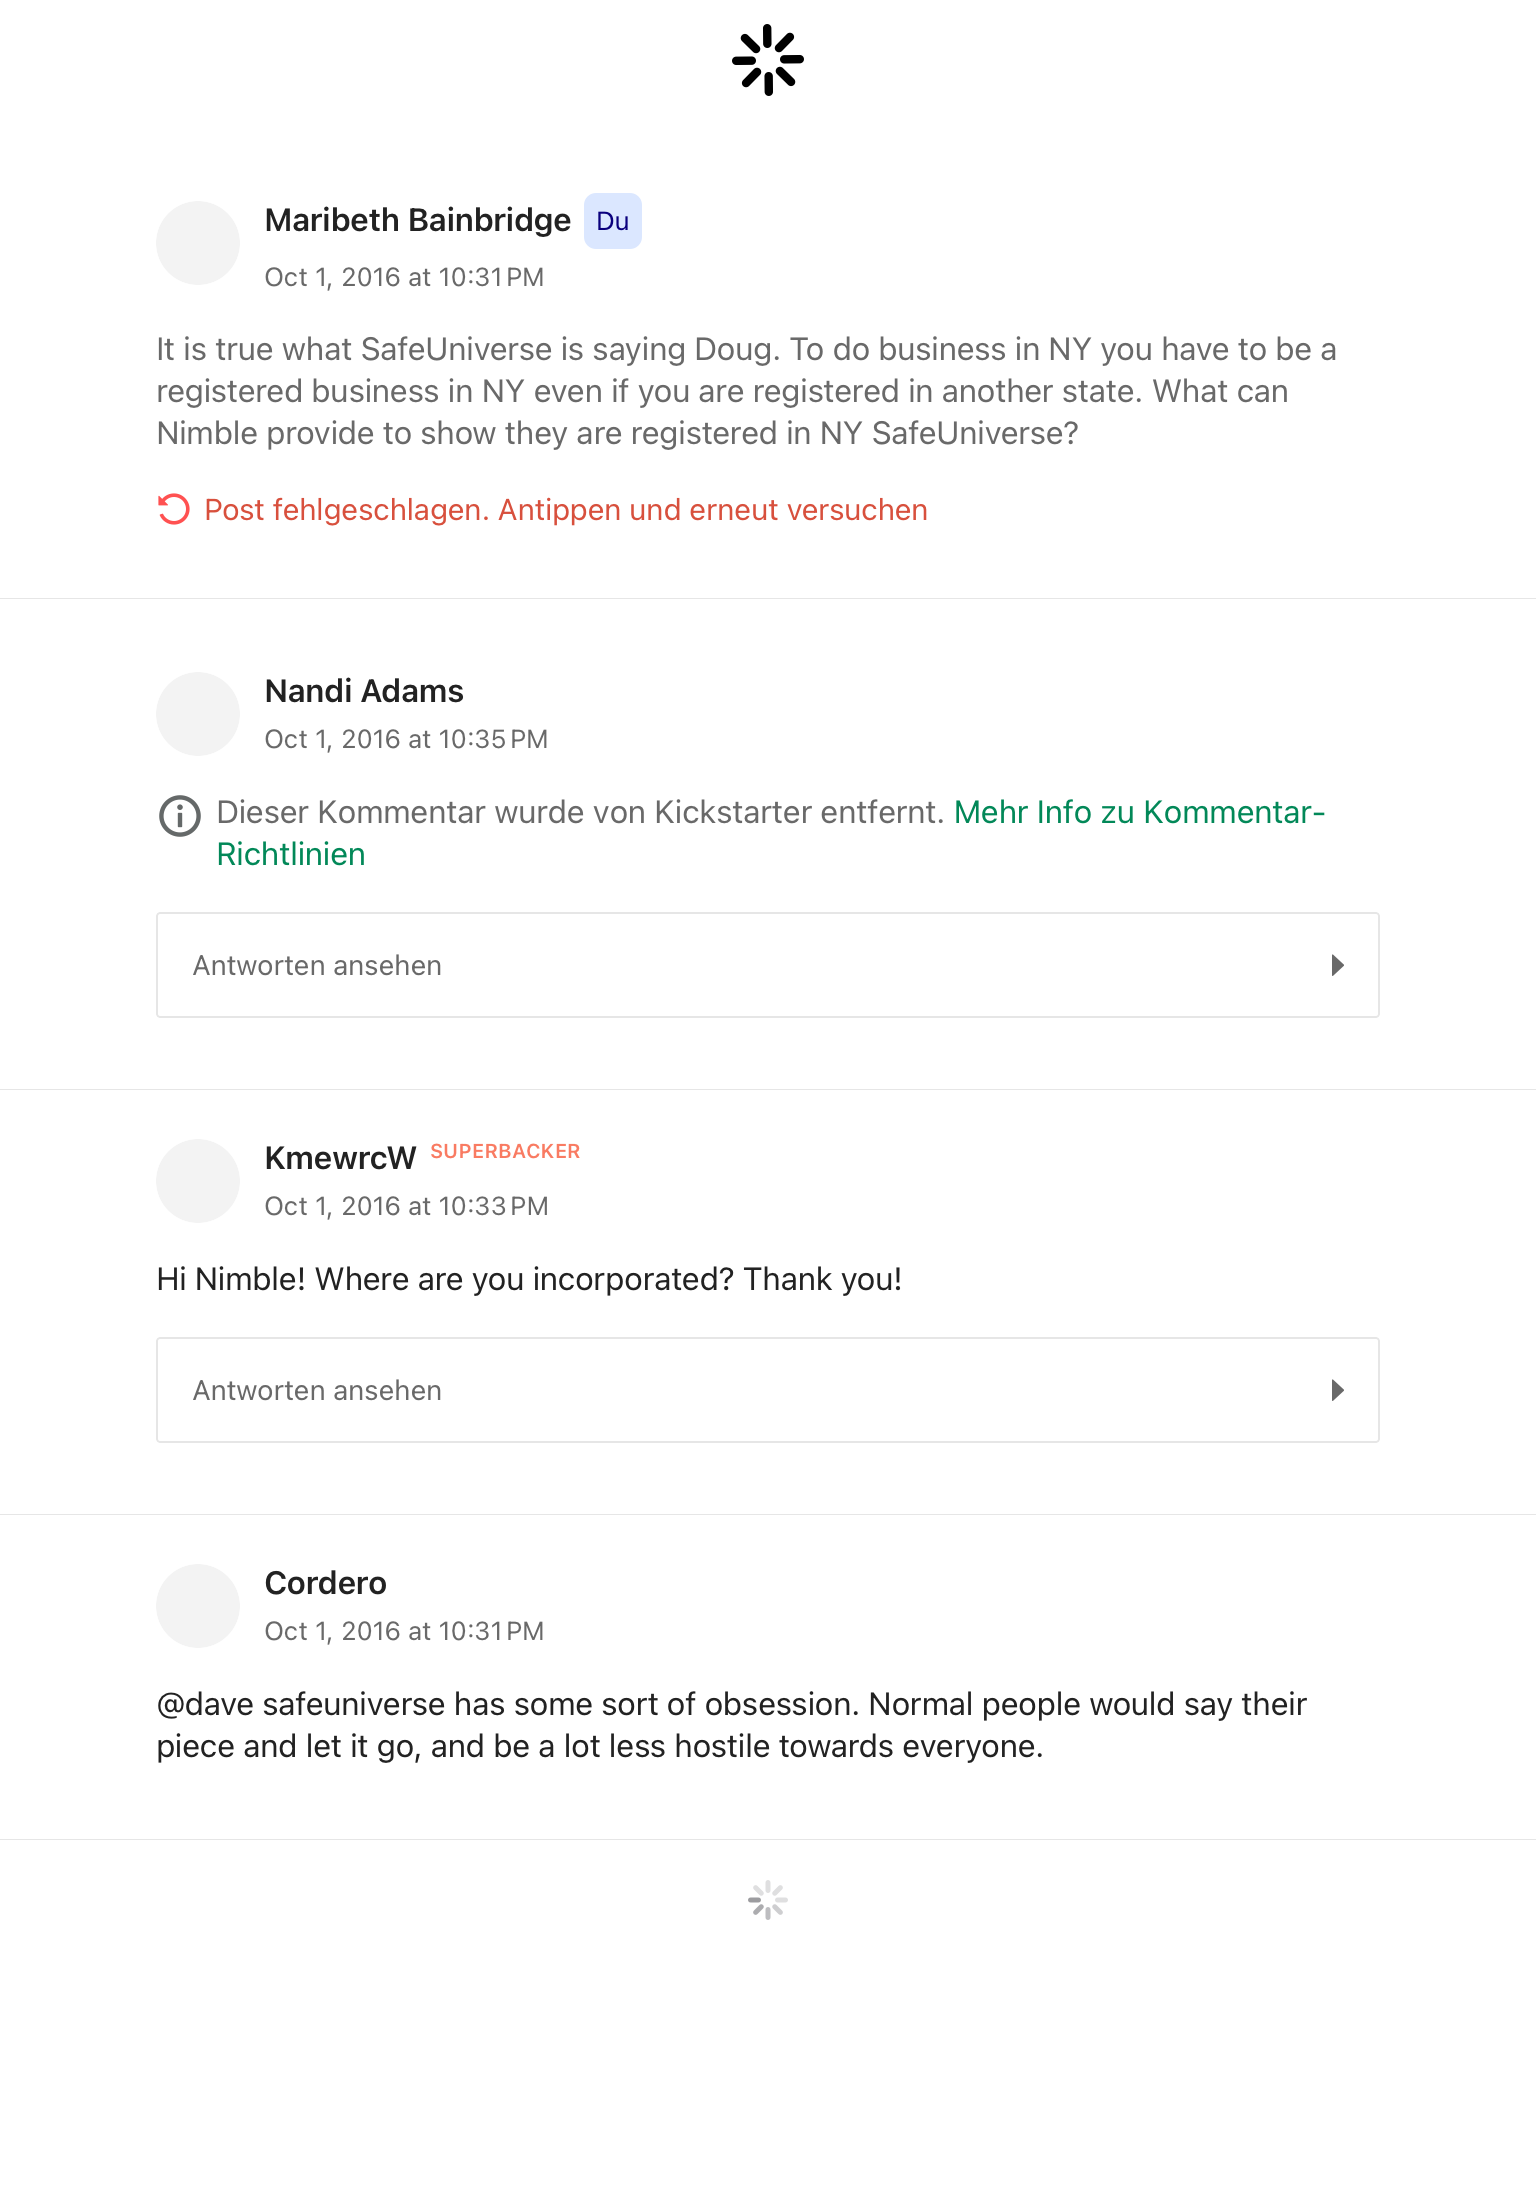 Maribeth Bainbridge Du
Oct 1, 2016 at 10:31 PM
It is true what SafeUniverse is saying Doug. To do business in NY you have to be a
registered business in NY even if you are registered in another state. What can
Nimble provide to show they are registered in NY SafeUniverse?
Post fehlgeschlagen. Antippen und erneut versuchen
Nandi Adams
Oct 1, 2016 at 10:35 PM
Dieser Kommentar wurde von Kickstarter entfernt. Mehr Info zu Kommentar-
Richtlinien
Antworten ansehen
KmewrcW SUPERBACKER
Oct 1, 2016 at 10:33 PM
Hi Nimble! Where are you incorporated? Thank you!
Antworten ansehen
Cordero
Oct 1, 2016 at 10:31 PM
@dave safeuniverse has some sort of obsession. Normal people would say their
piece and let it go, and be a lot less hostile towards everyone.